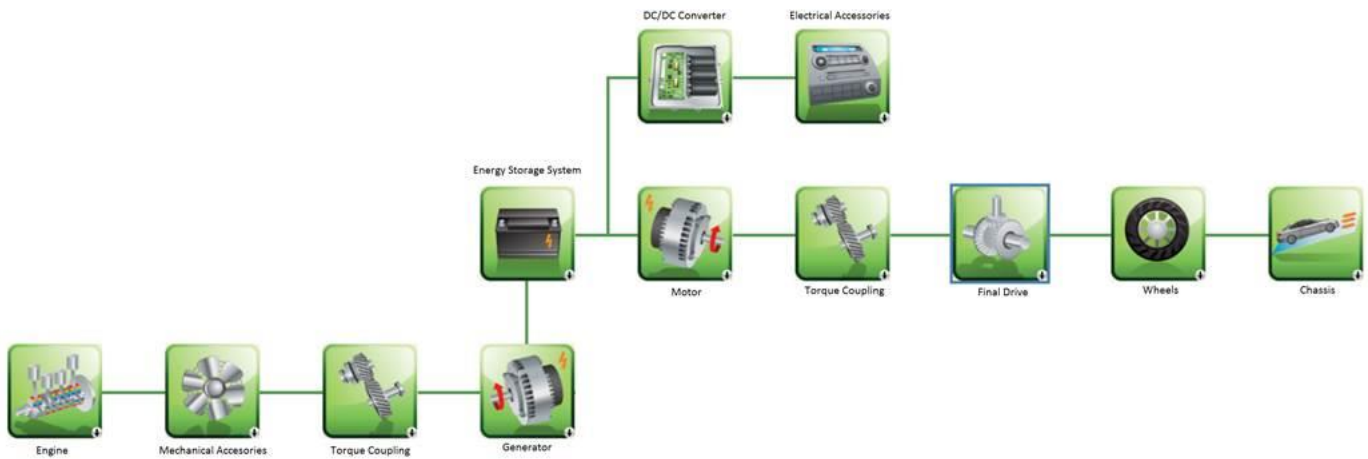 DC/DC Converter
Electrical Accessories
Energy Storage System
Motor
Torque Coupling
Final Drive
Wheels
Chassis
Engine
Mechanical Accesories
Torque Coupling
Generator